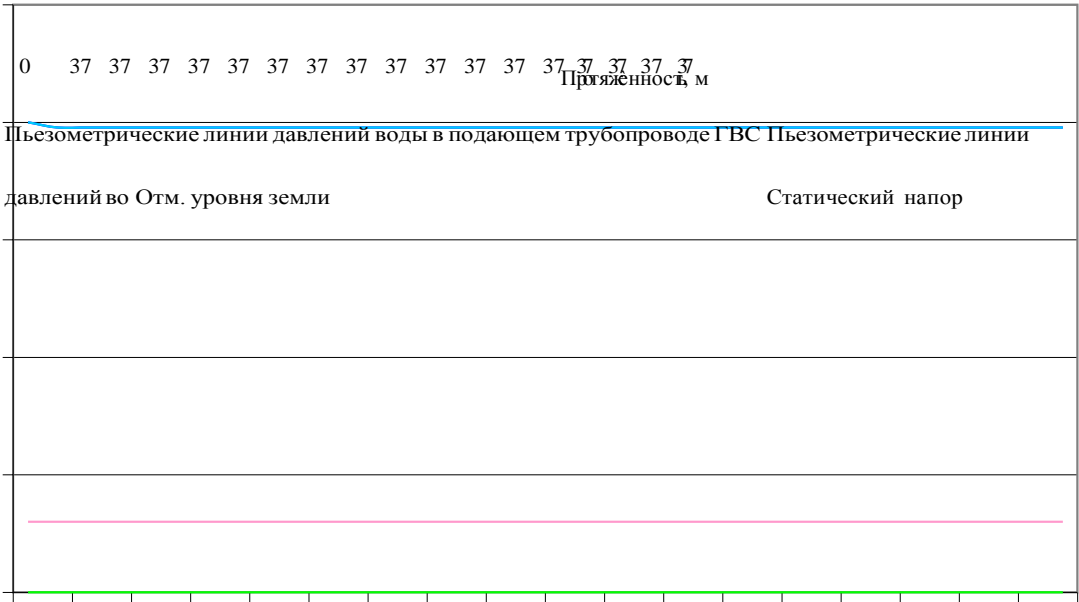 0 37 37 37 37 37 37 37 37 37 37 37 37 37 37 37 37 37
Протяженность, м
Пьезометрические линии давлений воды в подающем трубопроводе ГВС Пьезометрические линии
давлений во Отм. уровня земли Статический напор